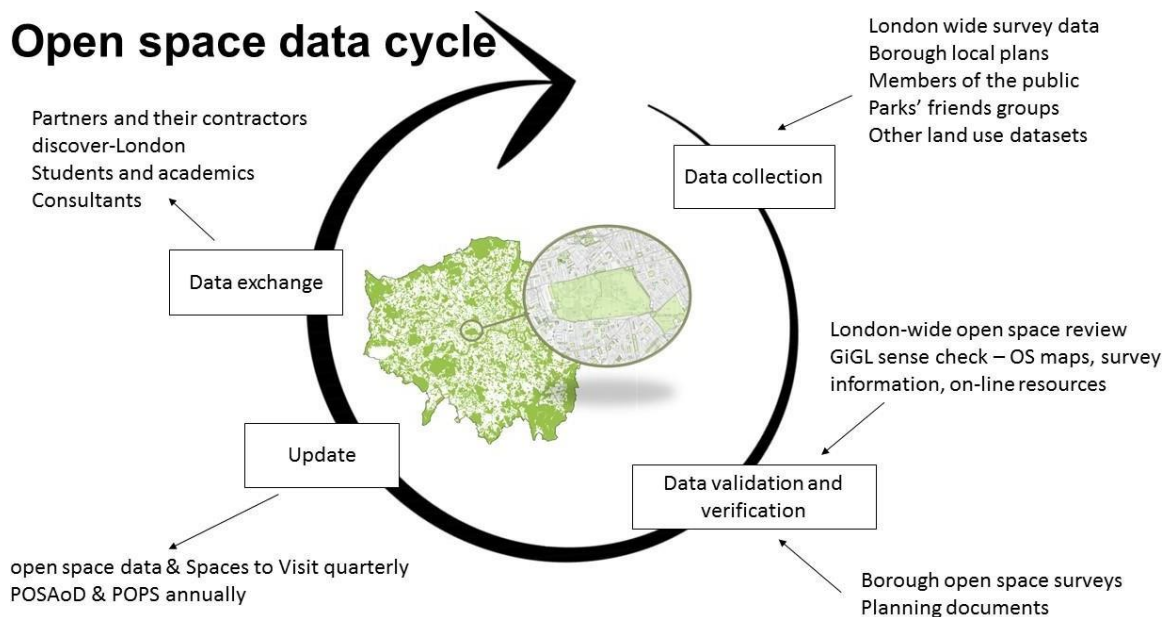 Open space data cycle
London wide survey data
Borough local plans
Members of the public
Parks' friends groups
Other land use datasets
Data collection
London-wide open space review
GiGL sense check – OS maps, survey
information, on-line resources
Data validation and
verification
Borough open space surveys
Planning documents
Update
open space data & Spaces to Visit quarterly
POSAoD & POPS annually
Data exchange
Partners and their contractors
discover-London
Students and academics
Consultants